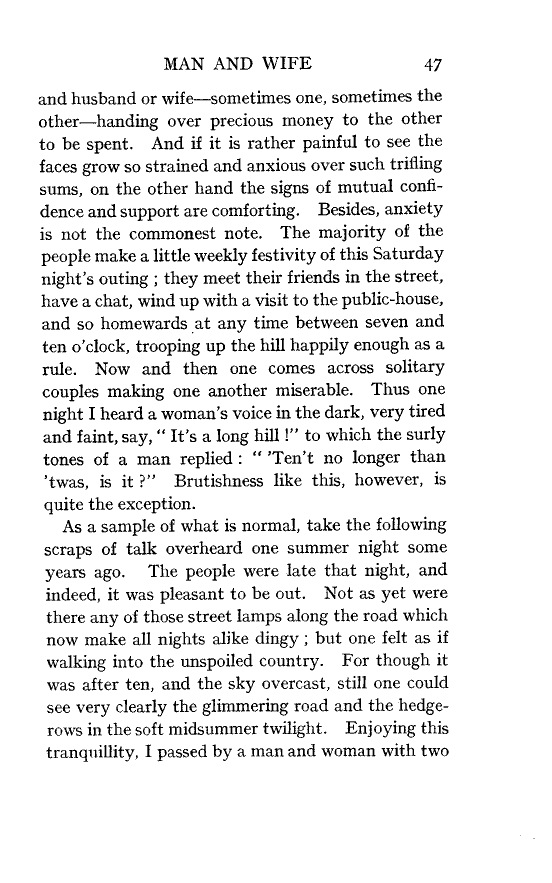 MAN AND WIFE 47
and husband or wife—sometimes one, sometimes the
other—handing over precious money to the other
to be spent. And if it is rather painful to see the
faces grow so strained and anxious over such trifling
sums, on the other hand the signs of mutual confi-
dence and support are comforting. Besides, anxiety
is not the commonest note. The majority of the
people make a little weekly festivity of this Saturday
night's outing ; they meet their friends in the street,
have a chat, wind up with a visit to the public-house,
and so homewards at any time between seven and
ten o'clock, trooping up the hill happily enough as a
rule. Now and then one comes across solitary
couples making one another miserable. Thus one
night I heard a woman's voice in the dark, very tired
and faint, say, “ It's a long hill !” to which the surly
tones of a man replied : “ 'Ten't no longer than
'twas, is it ?” Brutishness like this, however, is
quite the exception.
As a sample of what is normal, take the following
scraps of talk overheard one summer night some
years ago. The people were late that night, and
indeed, it was pleasant to be out. Not as yet were
there any of those street lamps along the road which
now make all nights alike dingy ; but one felt as if
walking into the unspoiled country. For though it
was after ten, and the sky overcast, still one could
see very clearly the glimmering road and the hedge-
rows in the soft midsummer twilight. Enjoying this
tranquillity, I passed by a man and woman with two